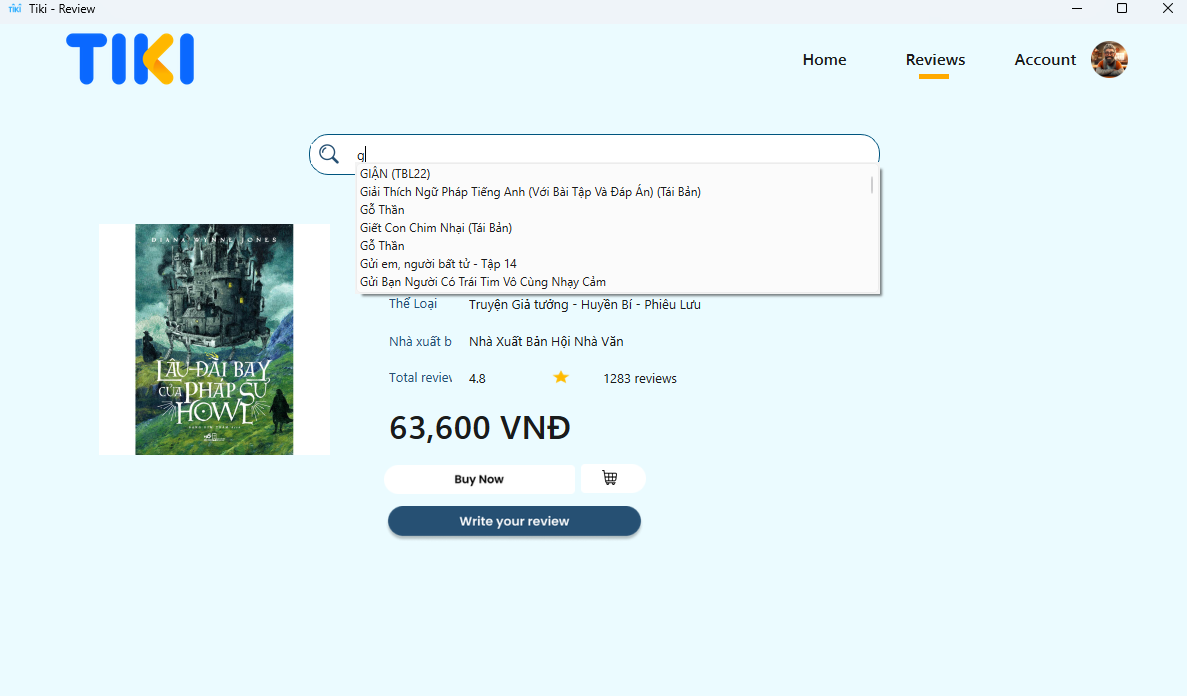 Tiki - Review
TIKI
Home
Reviews
Account
g
GIẬN (TBL22)
Giải Thích Ngữ Pháp Tiếng Anh (Với Bài Tập Và Đáp Án) (Tái Bản)
Gỗ Thần
Giết Con Chim Nhại (Tái Bản)
Gỗ Thần
Gửi em, người bất tử - Tập 14
Gửi Bạn Người Có Trái Tim Vô Cùng Nhạy Cảm
DIANA WYNNE JONES
LÂU ĐÀI BAY
CỦA PHÁP SƯ
HOWL
Thể Loại Truyện Giả tưởng - Huyền Bí - Phiêu Lưu
Nhà xuất b Nhà Xuất Bản Hội Nhà Văn
Total review 4.8 1283 reviews
63,600 VNĐ
Buy Now
Write your review